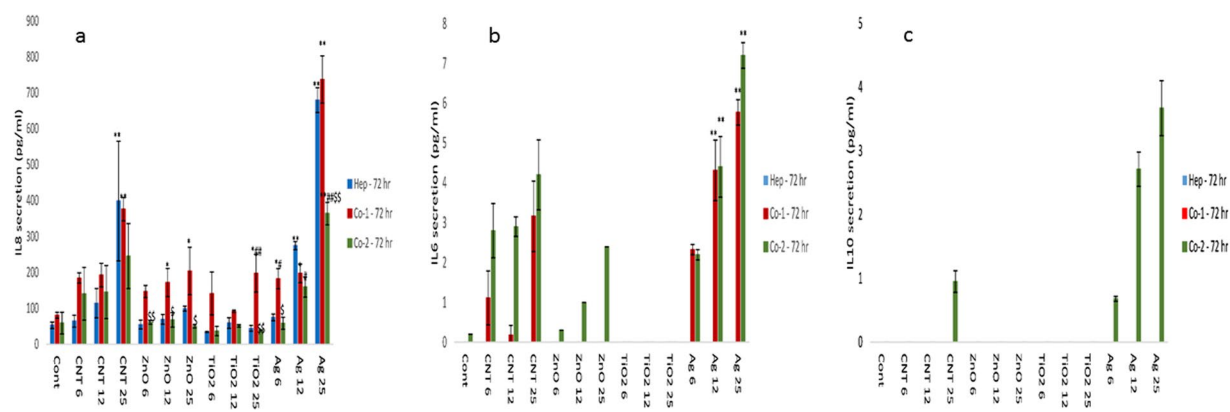 a
IL8 secretion (pg/ml)
900
800
700
600
500
400
300
200
100
0
Cont
CNT 6
CNT 12
CNT 25
ZnO 6
ZnO 12
ZnO 25
TiO2 6
TiO2 12
TiO2 25
Ag 6
Ag 12
Ag 25
**
**
*
$$
$
*
$
*##
$$
*#
$
**
#
**
**
**##$$
Hep - 72 hr
Co-1 - 72 hr
Co-2 - 72 hr
b
IL6 secretion (pg/ml)
8
7
6
5
4
3
2
1
0
Cont
CNT 6
CNT 12
CNT 25
ZnO 6
ZnO 12
ZnO 25
TiO2 6
TiO2 12
TiO2 25
Ag 6
Ag 12
Ag 25
**
**
**
**
Hep - 72 hr
Co-1 - 72 hr
Co-2 - 72 hr
c
IL10 secretion (pg/ml)
5
4
3
2
1
0
Cont
CNT 6
CNT 12
CNT 25
ZnO 6
ZnO 12
ZnO 25
TiO2 6
TiO2 12
TiO2 25
Ag 6
Ag 12
Ag 25
Hep - 72 hr
Co-1 - 72 hr
Co-2 - 72 hr